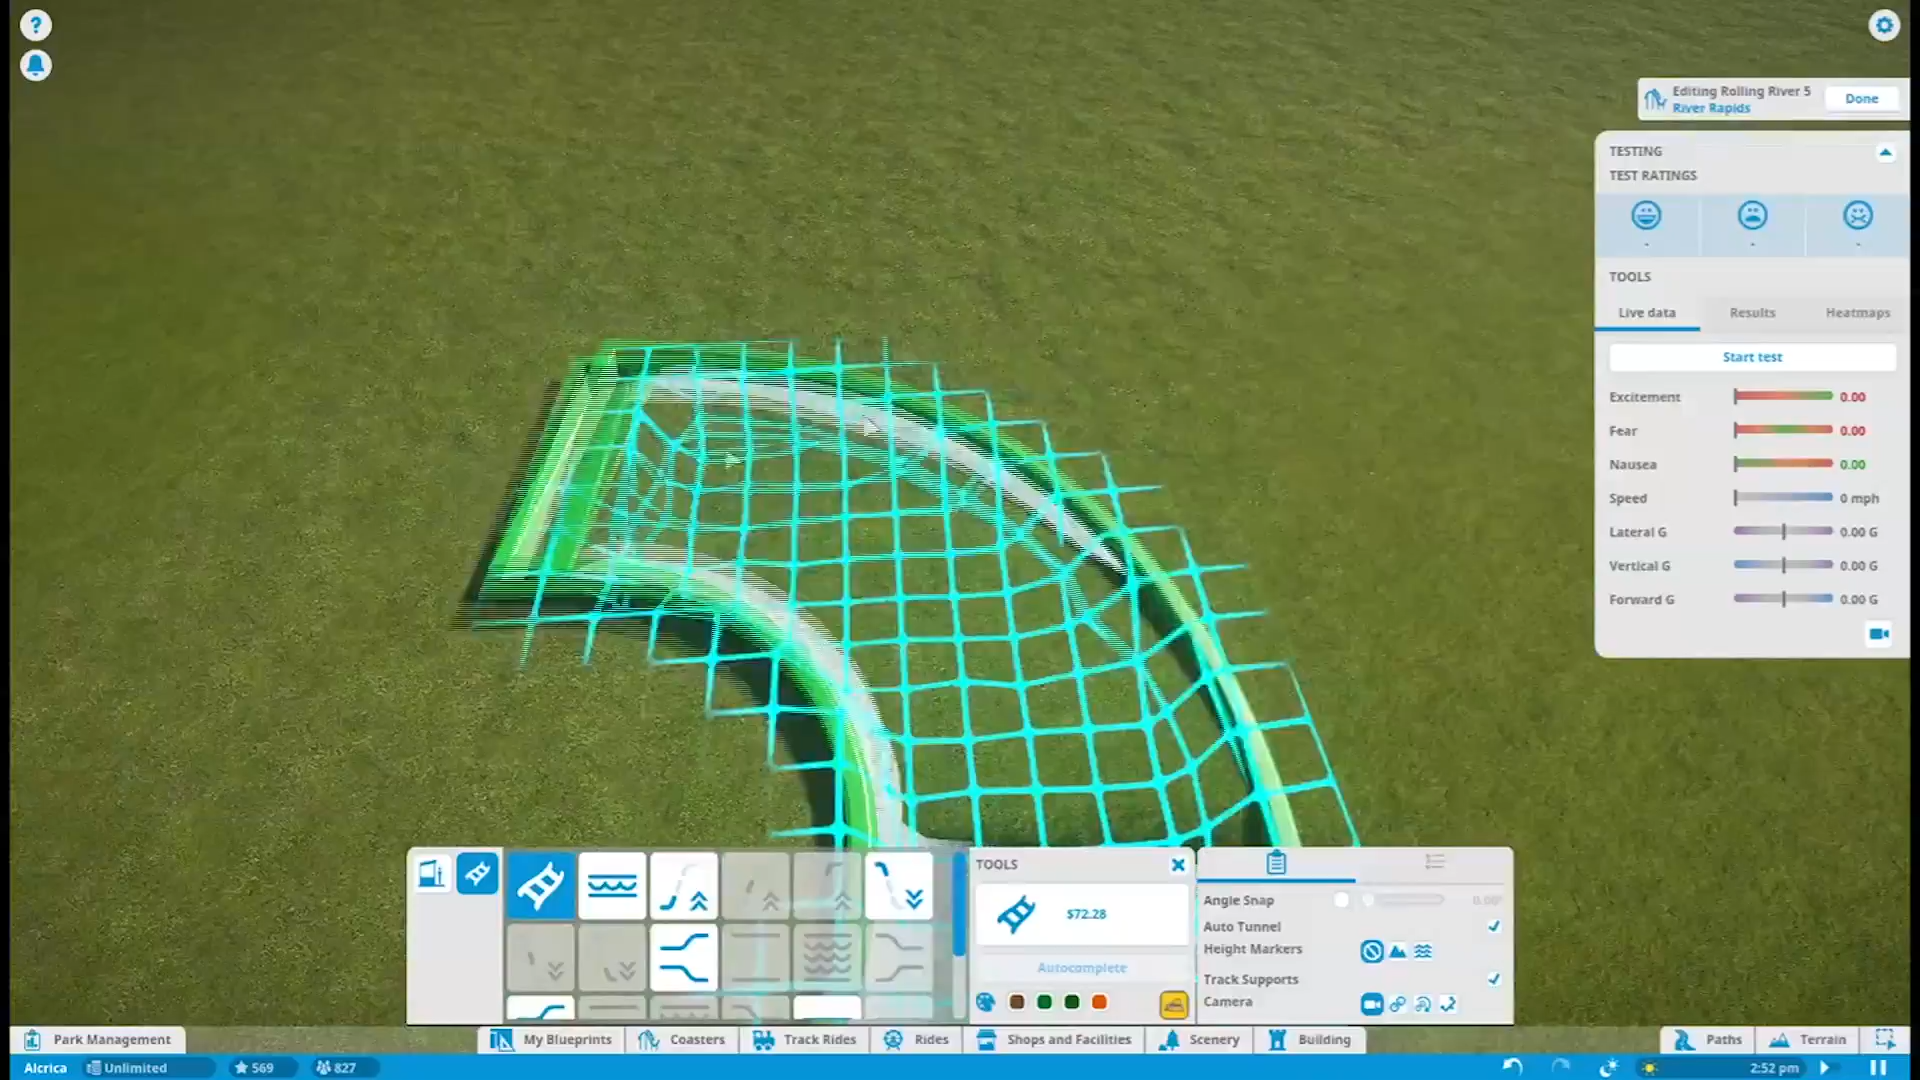 ?
Editing Rolling River 5
River Rapids
Done
TESTING
TEST RATINGS
-
-
-
TOOLS
Live data
Results
Heatmaps
Start test
Excitement
0.00
Fear
0.00
Nausea
0.00
Speed
0 mph
Lateral G
0.00 G
Vertical G
0.00 G
Forward G
0.00 G
TOOLS
$72.28
Autocomplete
Angle Snap
0.00°
Auto Tunnel
Height Markers
Track Supports
Camera
Park Management
My Blueprints
Coasters
Track Rides
Rides
Shops and Facilities
Scenery
Building
Paths
Terrain
Alcrica
Unlimited
569
827
2:52 pm